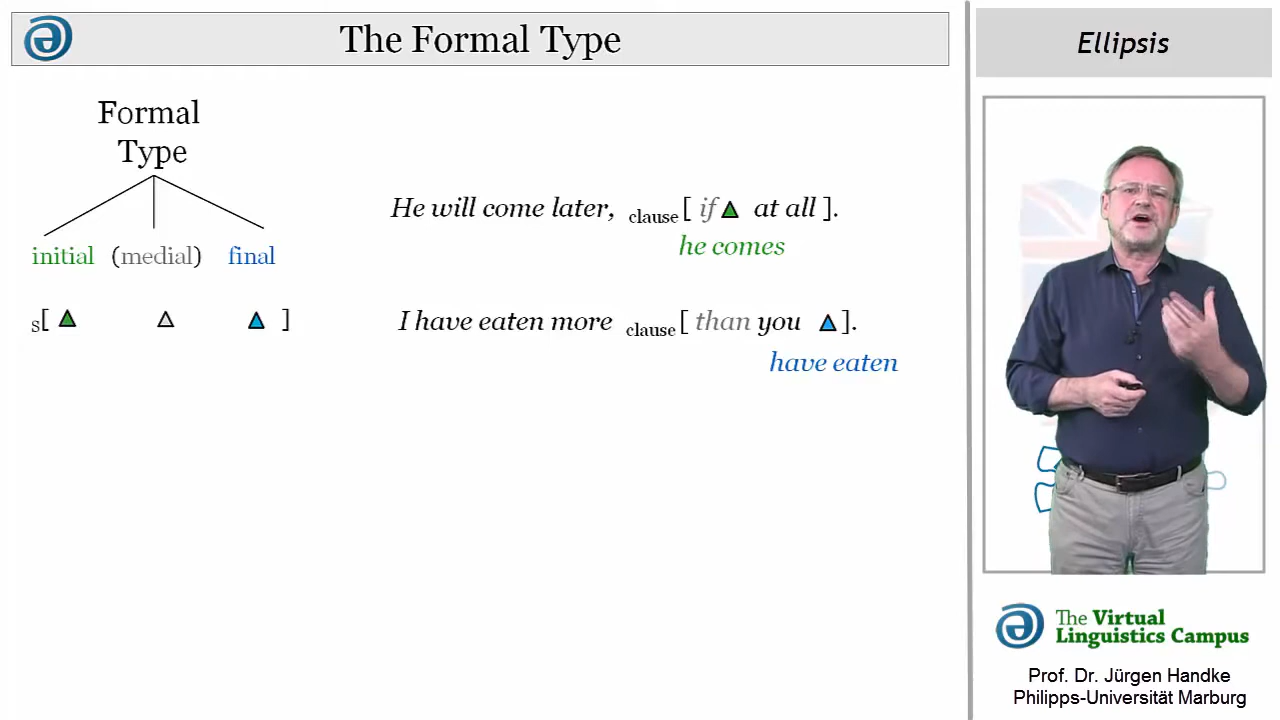 The Formal Type
Ellipsis
Formal
Type
initial (medial) final
S[ ]
He will come later, clause[ if at all ].
he comes
I have eaten more clause[ than you ].
have eaten
The Virtual
Linguistics Campus
Prof. Dr. Jürgen Handke
Philipps-Universität Marburg